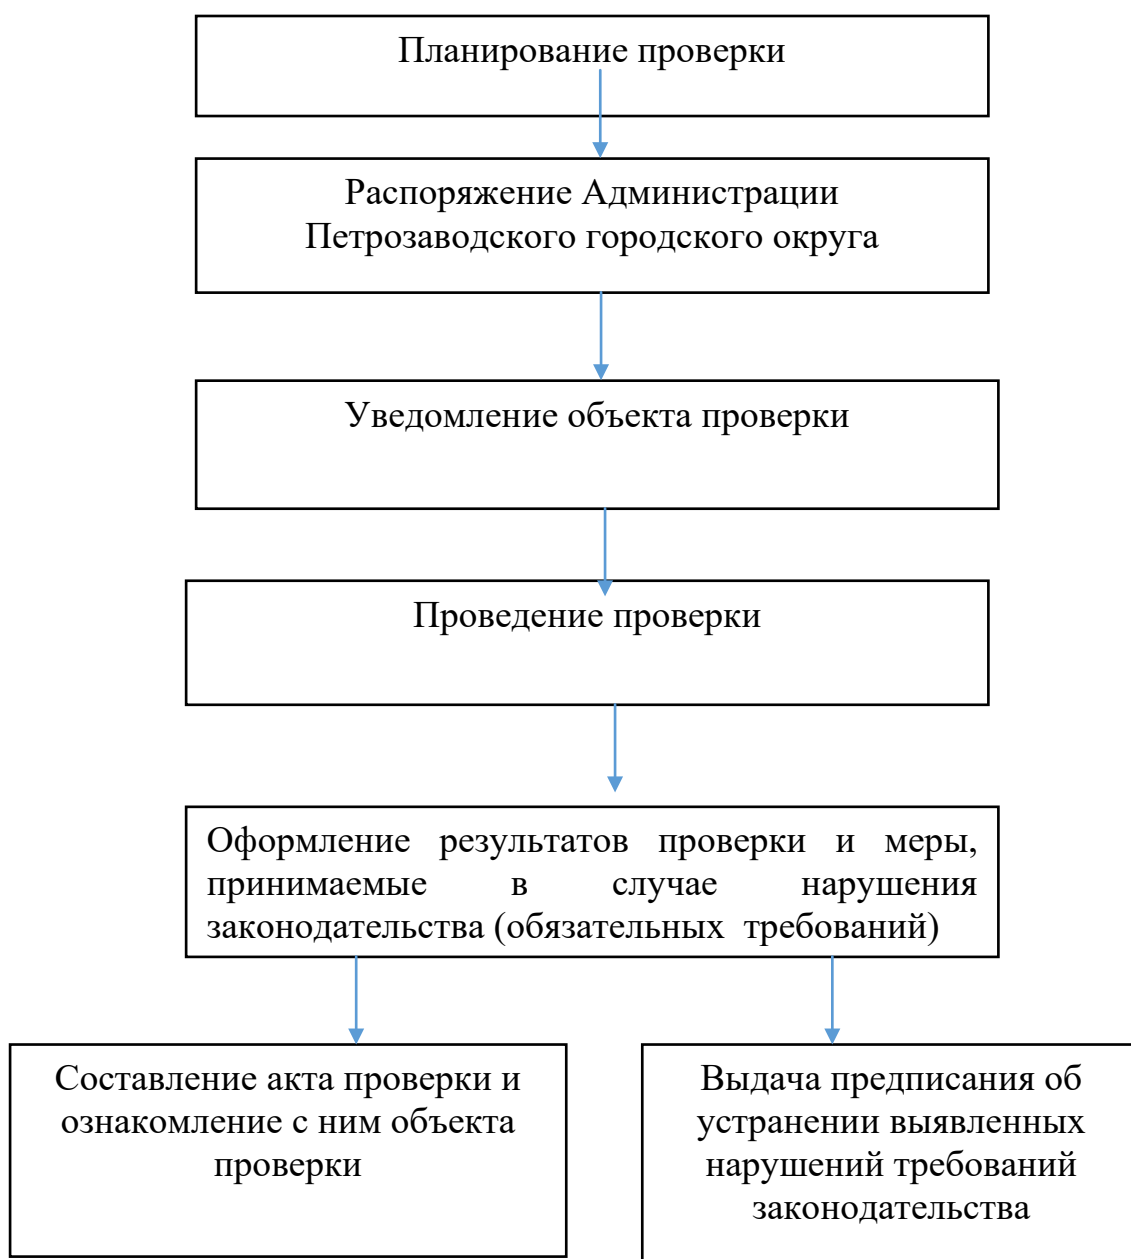 Планирование проверки
Распоряжение Администрации
Петрозаводского городского округа
Уведомление объекта проверки
Проведение проверки
Оформление результатов проверки и меры,
принимаемые в случае нарушения
законодательства (обязательных требований)
Составление акта проверки и
ознакомление с ним объекта
проверки
Выдача предписания об
устранении выявленных
нарушений требований
законодательства